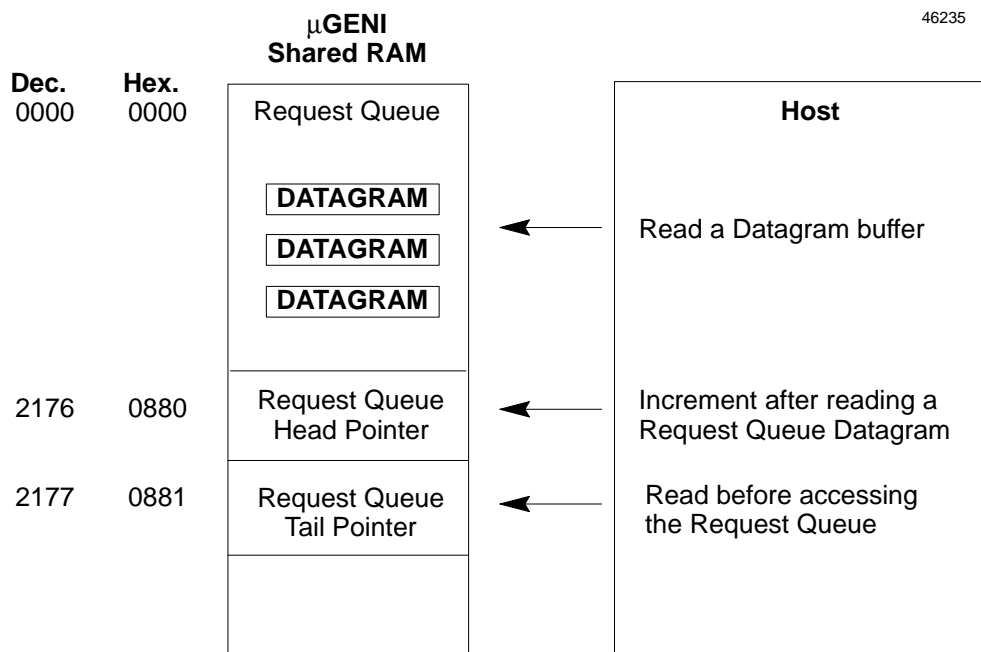 46235
µGENI
Shared RAM
Dec. Hex.
0000 0000 Request Queue Host
DATAGRAM
Read a Datagram buffer
DATAGRAM
DATAGRAM
2176 0880 Request Queue
Head Pointer
Increment after reading a
Request Queue Datagram
2177 0881 Request Queue
Tail Pointer
Read before accessing
the Request Queue